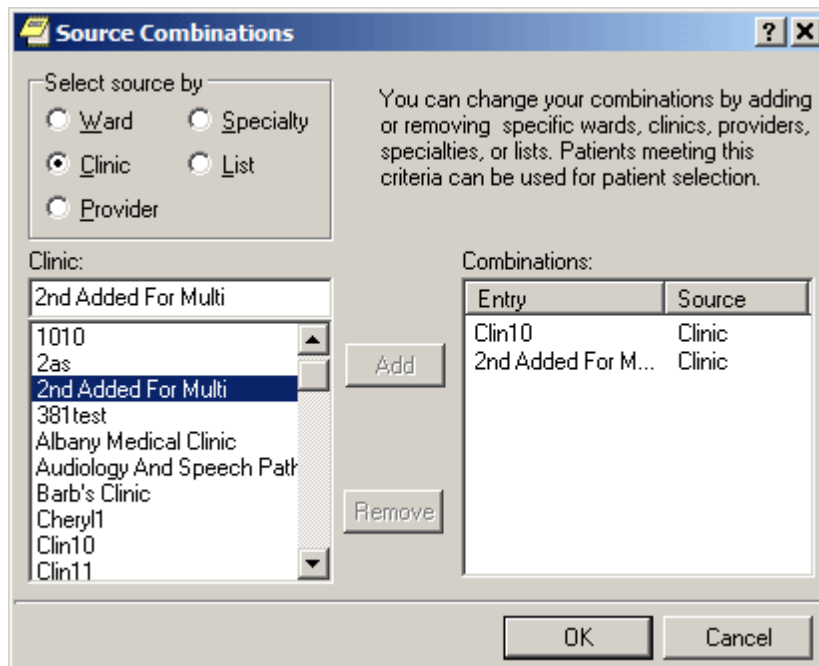 Source Combinations
Select source by
Ward
Specialty
Clinic
List
Provider
You can change your combinations by adding
or removing specific wards, clinics, providers,
specialties, or lists. Patients meeting this
criteria can be used for patient selection.
Clinic:
2nd Added For Multi
1010
2as
2nd Added For Multi
381test
Albany Medical Clinic
Audiology And Speech Path
Barb's Clinic
Cheryl1
Clin10
Clin11
Add
Remove
Combinations:
Entry Source
Clin10 Clinic
2nd Added For M... Clinic
OK
Cancel